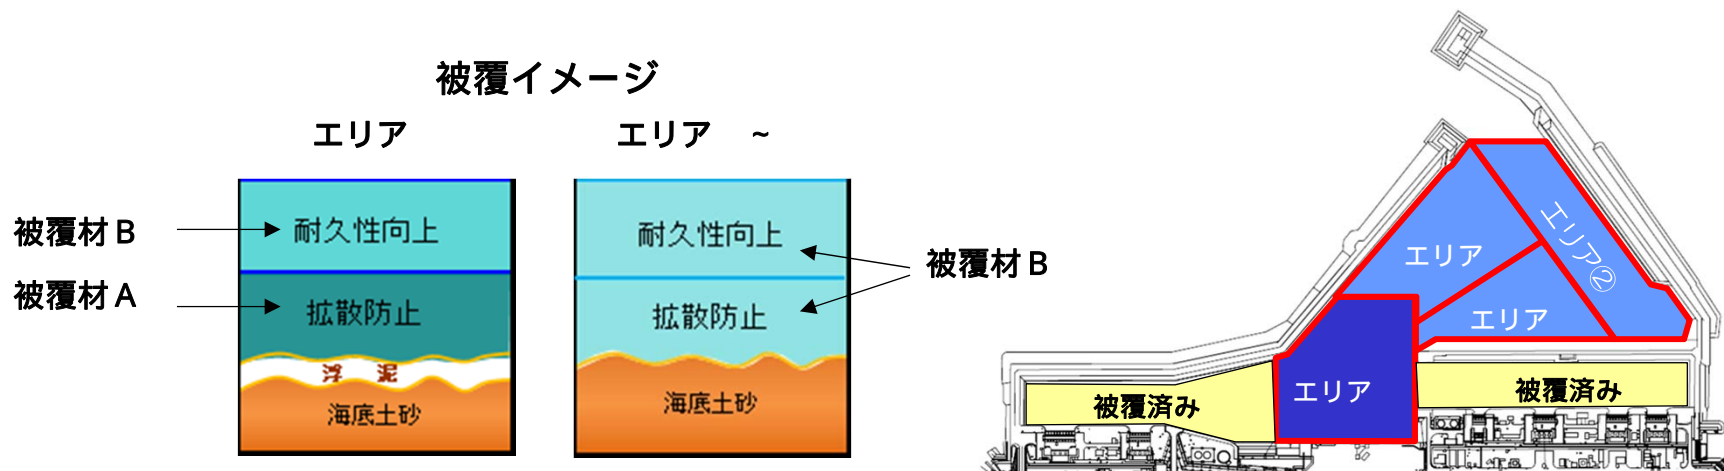 被覆イメージ
エリア
エリア ~
被覆材B
被覆材A
耐久性向上
拡散防止
浮泥
海底土砂
耐久性向上
拡散防止
海底土砂
被覆材B
エリア
エリア②
エリア
エリア
被覆済み
被覆済み